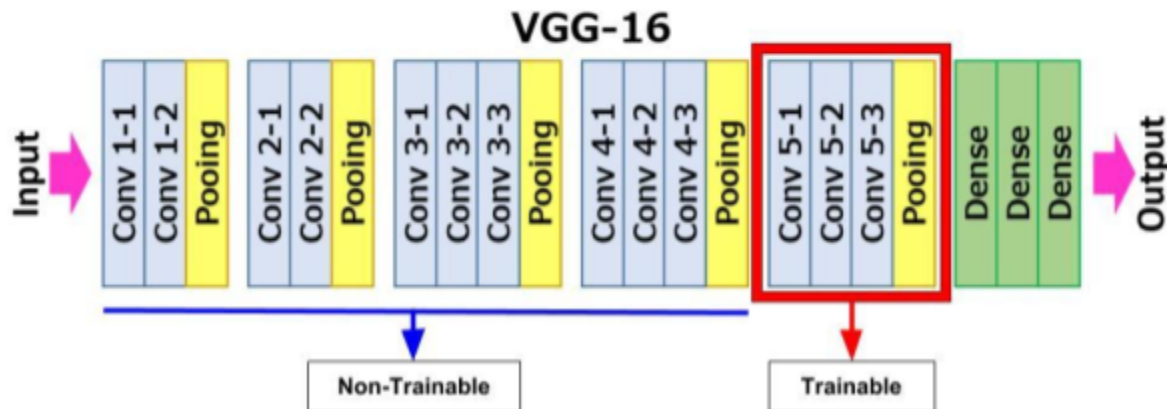 VGG-16
Input
Conv 1-1
Conv 1-2
Pooing
Conv 2-1
Conv 2-2
Pooing
Conv 3-1
Conv 3-2
Conv 3-3
Pooing
Conv 4-1
Conv 4-2
Conv 4-3
Pooing
Conv 5-1
Conv 5-2
Conv 5-3
Pooing
Dense
Dense
Dense
Output
Non-Trainable
Trainable